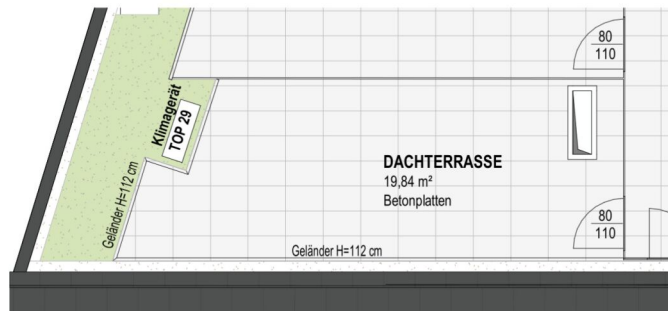 80
110
Klimagerät
TOP 29
DACHTERRASSE
19,84 m²
Betonplatten
Geländer H=112 cm
80
110
Geländer H=112 cm